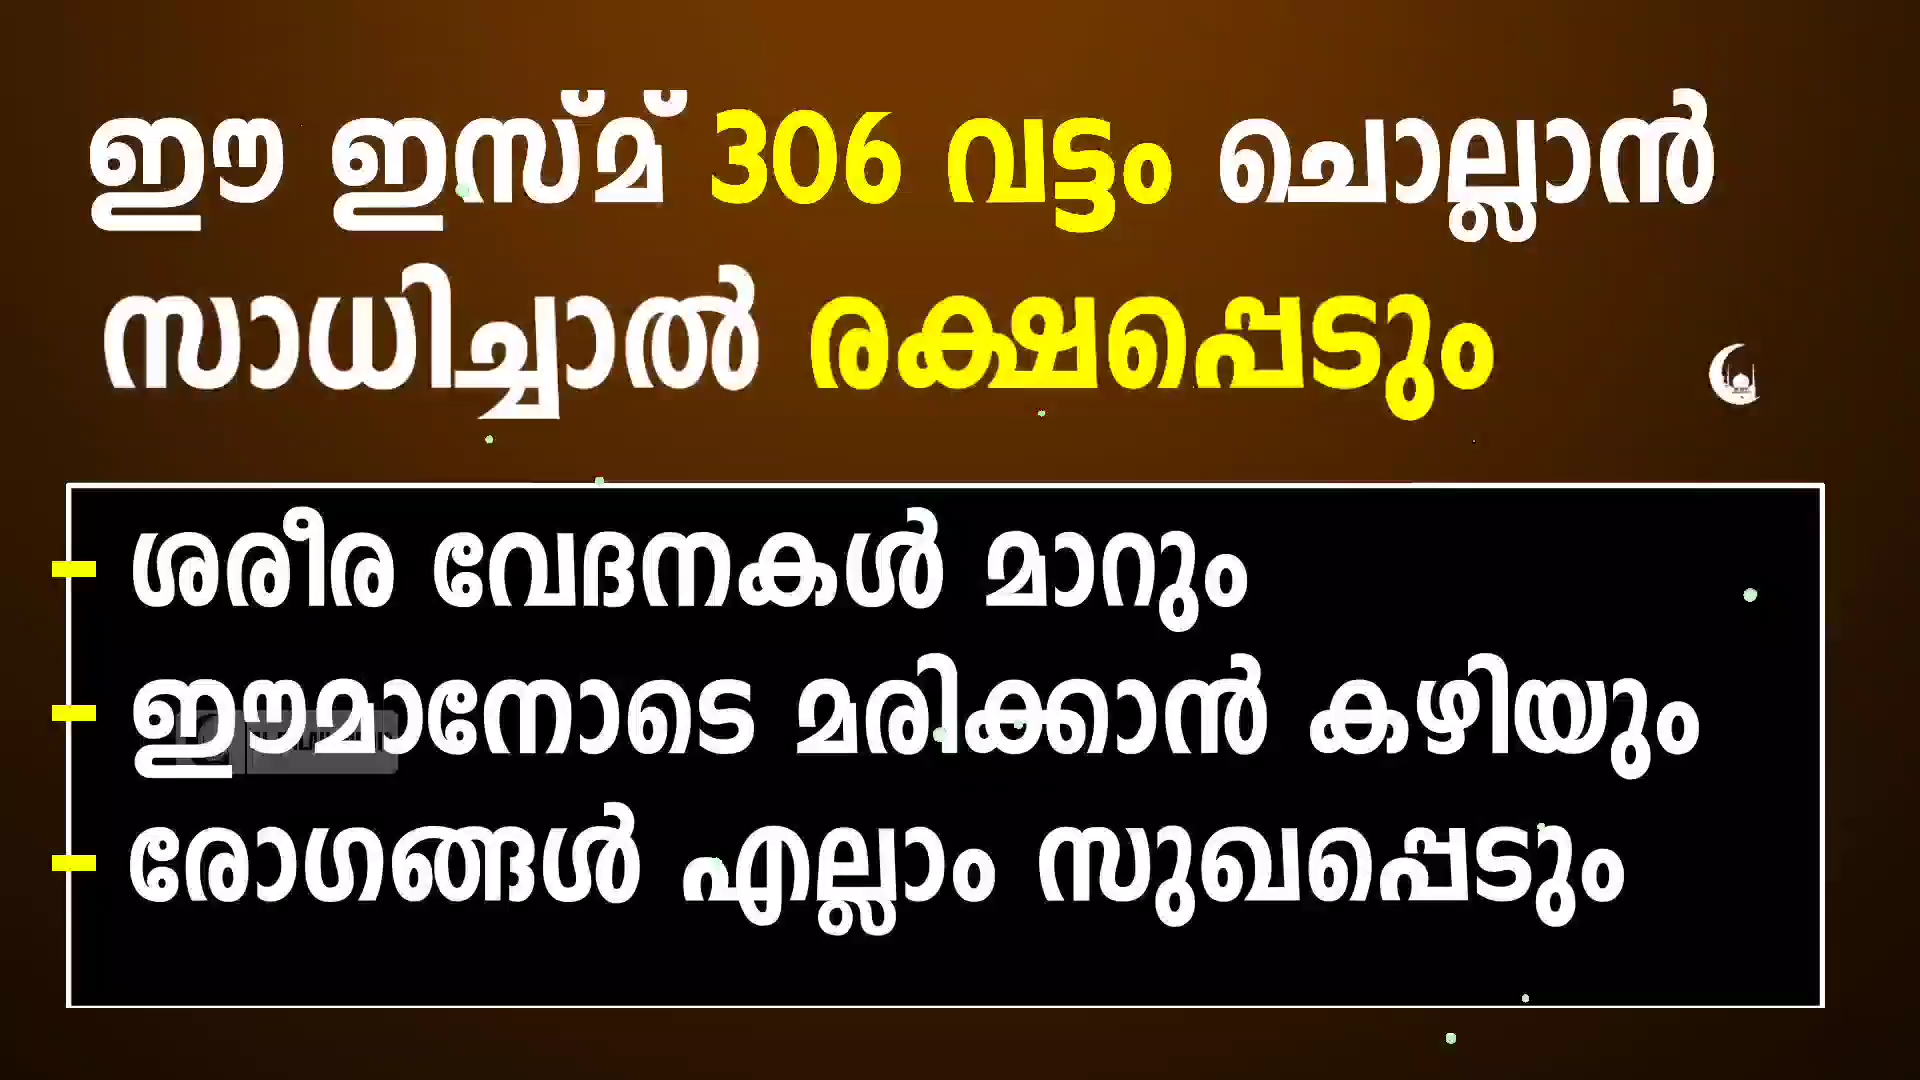 ഈ ഇസ്മ് 306 വട്ടം ചൊല്ലാൻ
സാധിച്ചാൽ രക്ഷപ്പെടും
- ശരീര വേദനകൾ മാറും
- ഈമാനോടെ മരിക്കാൻ കഴിയും
- രോഗങ്ങൾ എല്ലാം സുഖപ്പെടും